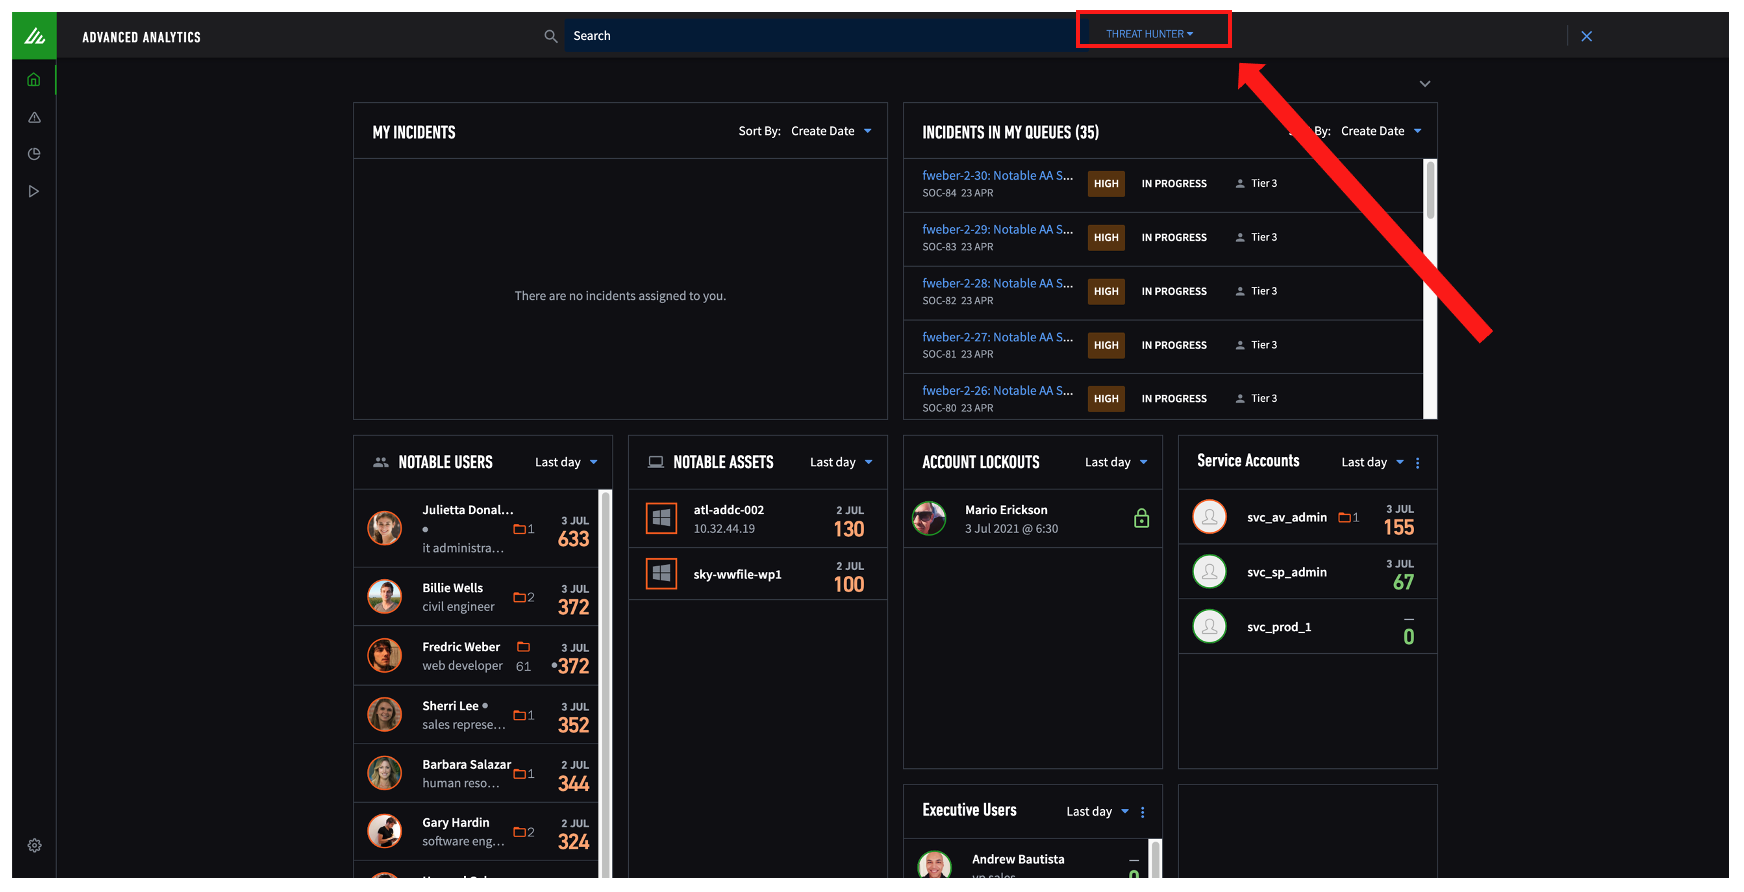 ADVANCED ANALYTICS
Search
THREAT HUNTER
MY INCIDENTS
Sort By: Create Date
There are no incidents assigned to you.
INCIDENTS IN MY QUEUES (35)
By: Create Date
fweber-2-30: Notable AA S...
HIGH IN PROGRESS Tier 3
SOC-84 23 APR
fweber-2-29: Notable AA S...
HIGH IN PROGRESS Tier 3
SOC-83 23 APR
fweber-2-28: Notable AA S...
HIGH IN PROGRESS Tier 3
SOC-82 23 APR
fweber-2-27: Notable AA S...
HIGH IN PROGRESS Tier 3
SOC-81 23 APR
fweber-2-26: Notable AA S...
HIGH IN PROGRESS Tier 3
SOC-80 23 APR
NOTABLE USERS Last day
Julietta Donal...
1 3 JUL
633
it administra...
Billie Wells 3 JUL
civil engineer 2 372
Fredric Weber 3 JUL
web developer 61 372
Sherri Lee 3 JUL
sales represe... 1 352
Barbara Salazar 2 JUL
human reso... 1 344
Gary Hardin 2 JUL
software eng... 2 324
NOTABLE ASSETS Last day
atl-addc-002 2 JUL
10.32.44.19 130
sky-wwfile-wp1 2 JUL
100
ACCOUNT LOCKOUTS Last day
Mario Erickson
3 Jul 2021 @ 6:30
Service Accounts Last day
svc_av_admin 1 3 JUL
155
svc_sp_admin 3 JUL
67
svc_prod_1 –
0
Executive Users Last day
Andrew Bautista –
vp sales 0